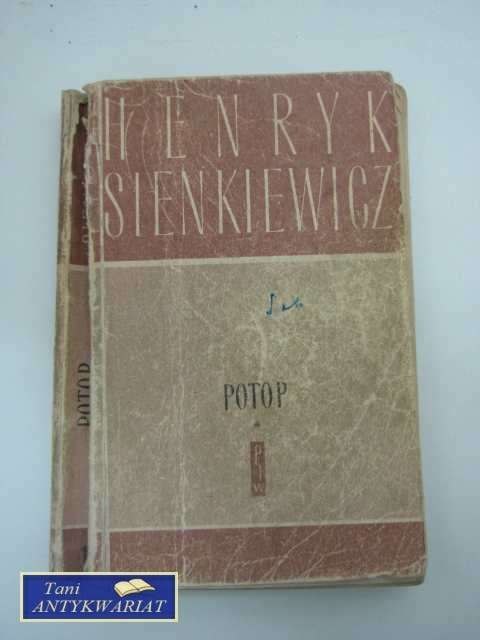 HENRYK
SIENKIEWICZ
POTOP
PIW
POTOP
Tani
ANTYKWARIAT